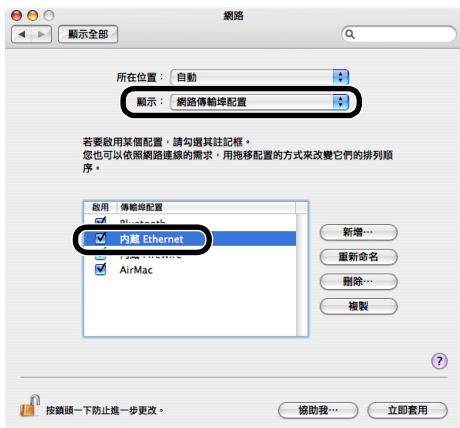 網路
顯示全部
所在位置： 自動
顯示： 網路傳輸埠配置
若要啟用某個配置，請勾選其註記框。
您也可以依照網路連線的需求，用拖移配置的方式來改變它們的排列順
序。
啟用 傳輸埠配置
Bluetooth
內蔵 Ethernet
內蔵 FireWire
AirMac
新增…
重新命名
刪除…
複製
?
按鎖頭一下防止進一步更改。
協助我…
立即套用